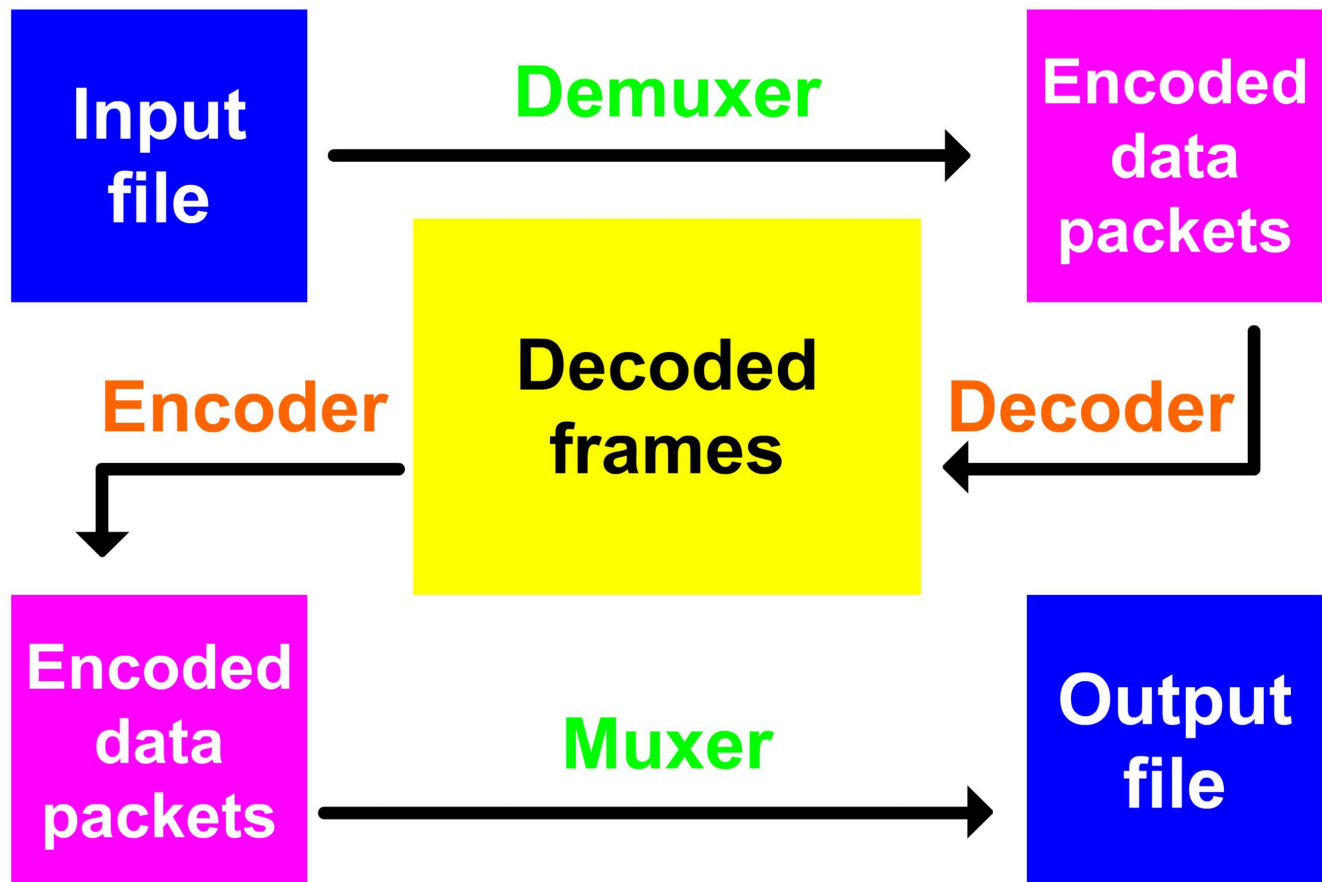 Input
file
Demuxer
Encoded
data
packets
Decoder
Decoded
frames
Encoder
Encoded
data
packets
Muxer
Output
file